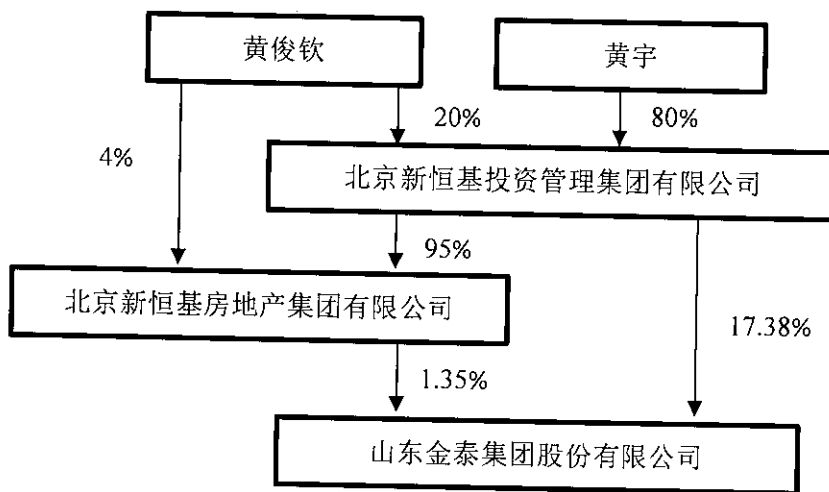 黄俊钦
黄宇
4%
20%
80%
北京新恒基投资管理集团有限公司
95%
北京新恒基房地产集团有限公司
17.38%
1.35%
山东金泰集团股份有限公司